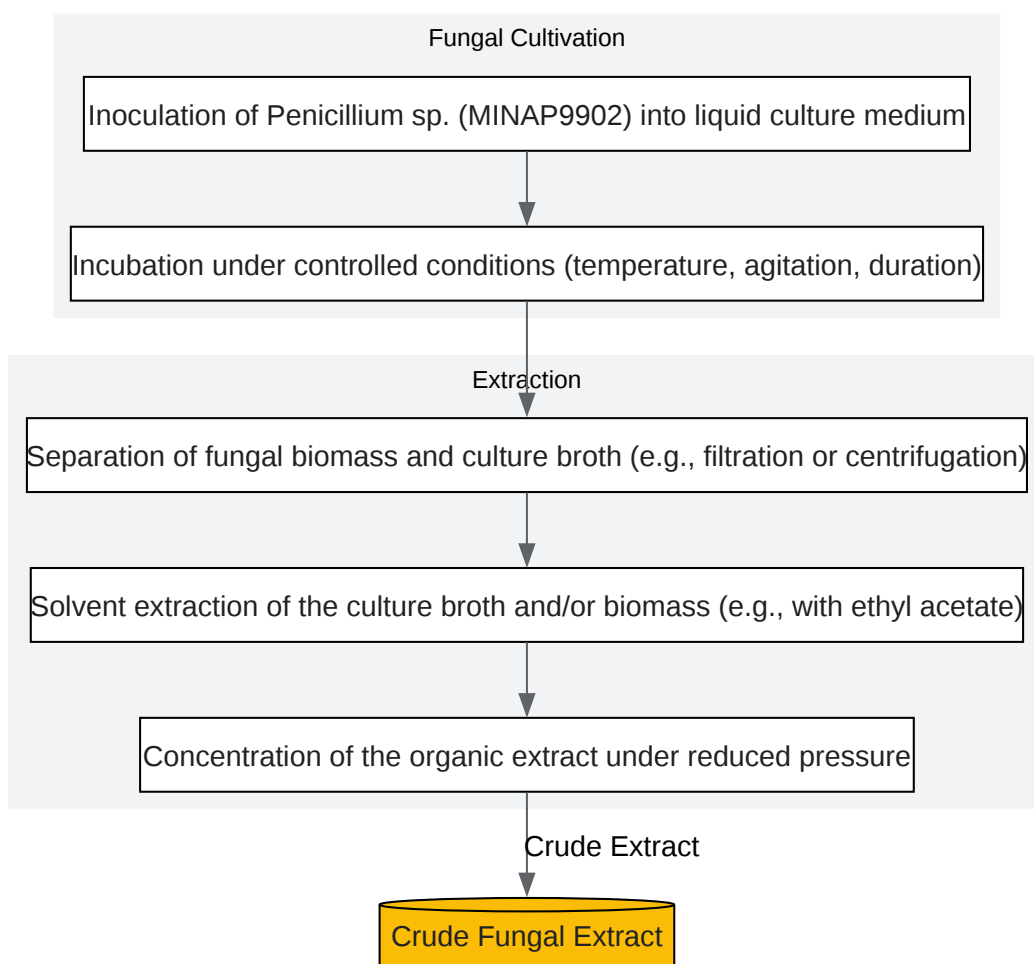 Fungal Cultivation
Inoculation of Penicillium sp. (MINAP9902) into liquid culture medium
Incubation under controlled conditions (temperature, agitation, duration)
Extraction
Separation of fungal biomass and culture broth (e.g., filtration or centrifugation)
Solvent extraction of the culture broth and/or biomass (e.g., with ethyl acetate)
Concentration of the organic extract under reduced pressure
Crude Extract
Crude Fungal Extract